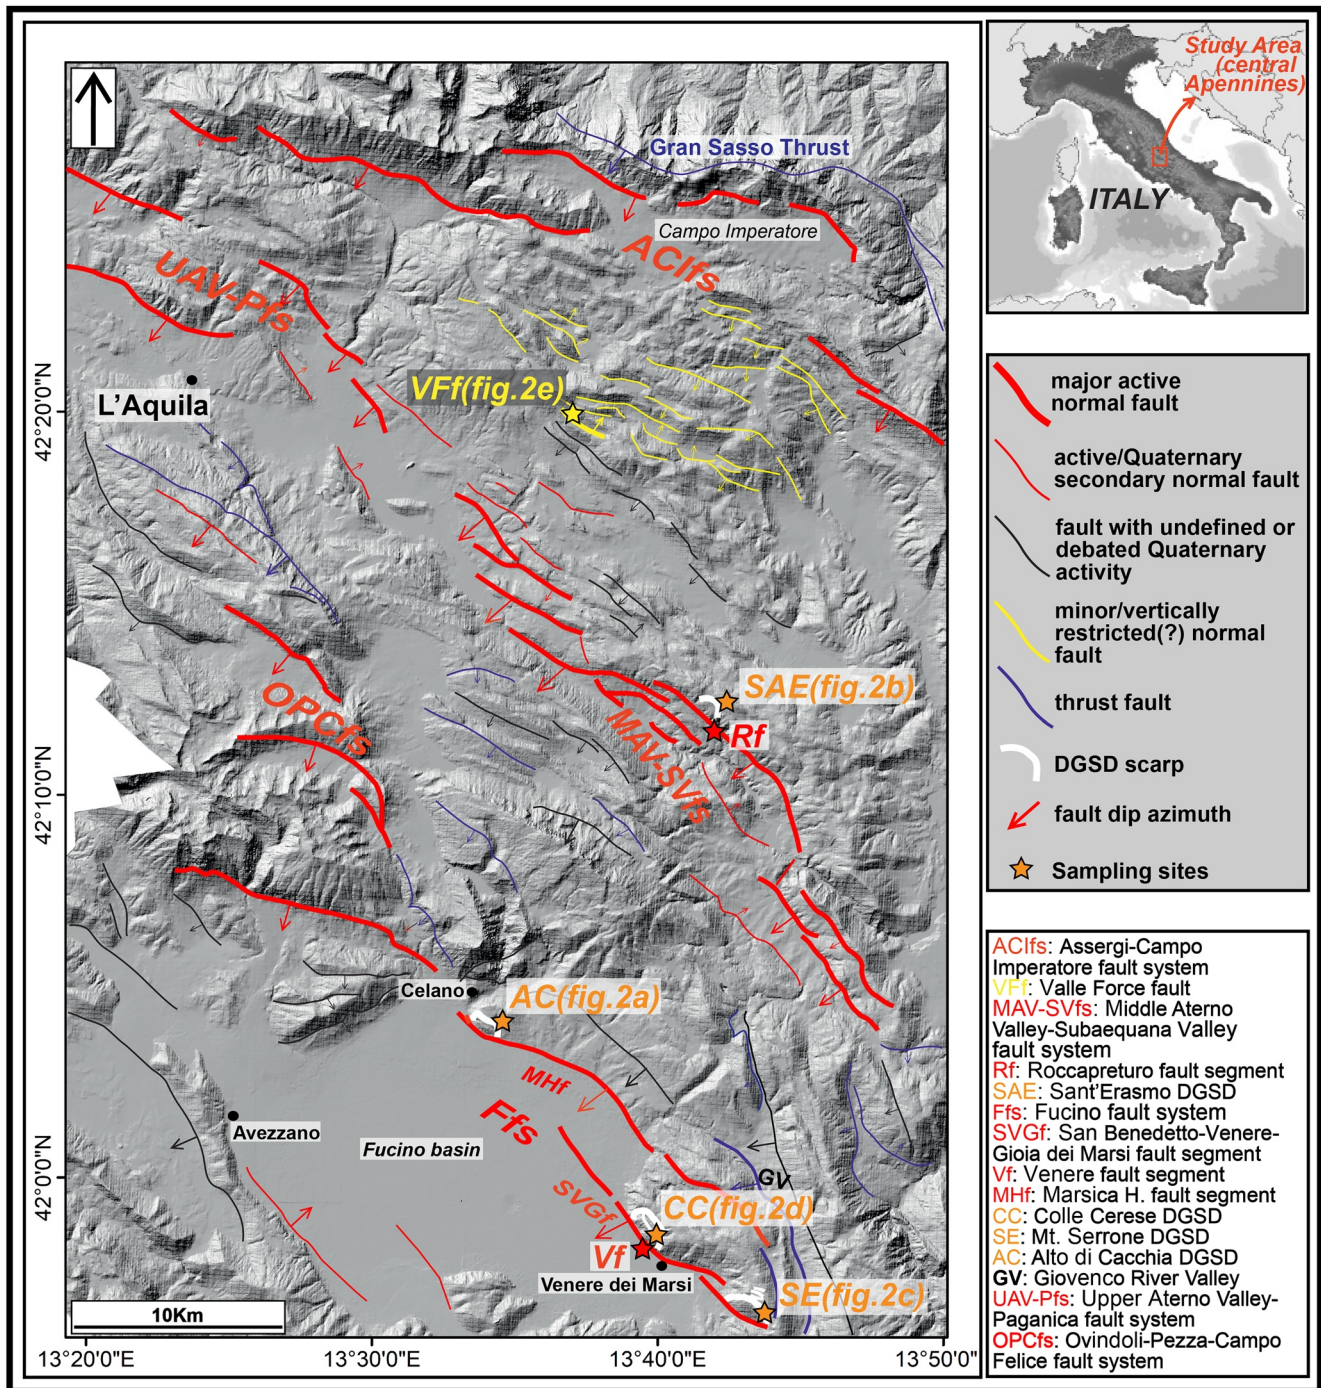 Gran Sasso Thrust
Campo Imperatore
ACIfs
UAV-Pfs
L'Aquila
VFf(fig.2e)
SAE(fig.2b)
Rf
MAV-SVfs
OPCfs
Celano
AC(fig.2a)
MHf
Ffs
Avezzano
Fucino basin
GV
SVGf
CC(fig.2d)
Vf
Venere dei Marsi
SE(fig.2c)
10Km
42°20'0"N
42°10'0"N
42°0'0"N
13°20'0"E
13°30'0"E
13°40'0"E
13°50'0"
Study Area
(central
Apennines)
ITALY
major active
normal fault
active/Quaternary
secondary normal fault
fault with undefined or
debated Quaternary
activity
minor/vertically
restricted(?) normal
fault
thrust fault
DGSD scarp
fault dip azimuth
Sampling sites
ACIfs: Assergi-Campo
Imperatore fault system
VFf: Valle Force fault
MAV-SVfs: Middle Aterno
Valley-Subaequana Valley
fault system
Rf: Roccapreturo fault segment
SAE: Sant'Erasmo DGSD
Ffs: Fucino fault system
SVGf: San Benedetto-Venere-
Gioia dei Marsi fault segment
Vf: Venere fault segment
MHf: Marsica H. fault segment
CC: Colle Cerese DGSD
SE: Mt. Serrone DGSD
AC: Alto di Cacchia DGSD
GV: Giovenco River Valley
UAV-Pfs: Upper Aterno Valley-
Paganica fault system
OPCfs: Ovindoli-Pezza-Campo
Felice fault system